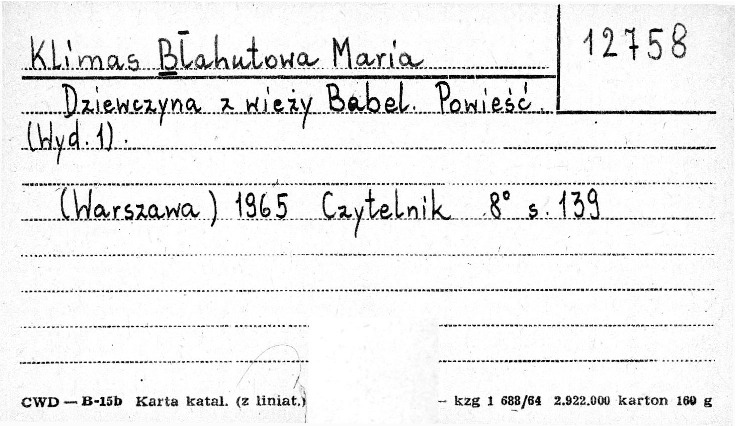 Klimas Błahutowa Maria
12758
Dziewczyna z wieży Babel. Powieść.
(Wyd. 1).
(Warszawa) 1965 Czytelnik 8° s. 139
CWD — B-15b Karta katal. (z liniat.) — kzg 1 688/64 2.922.000 karton 160 g